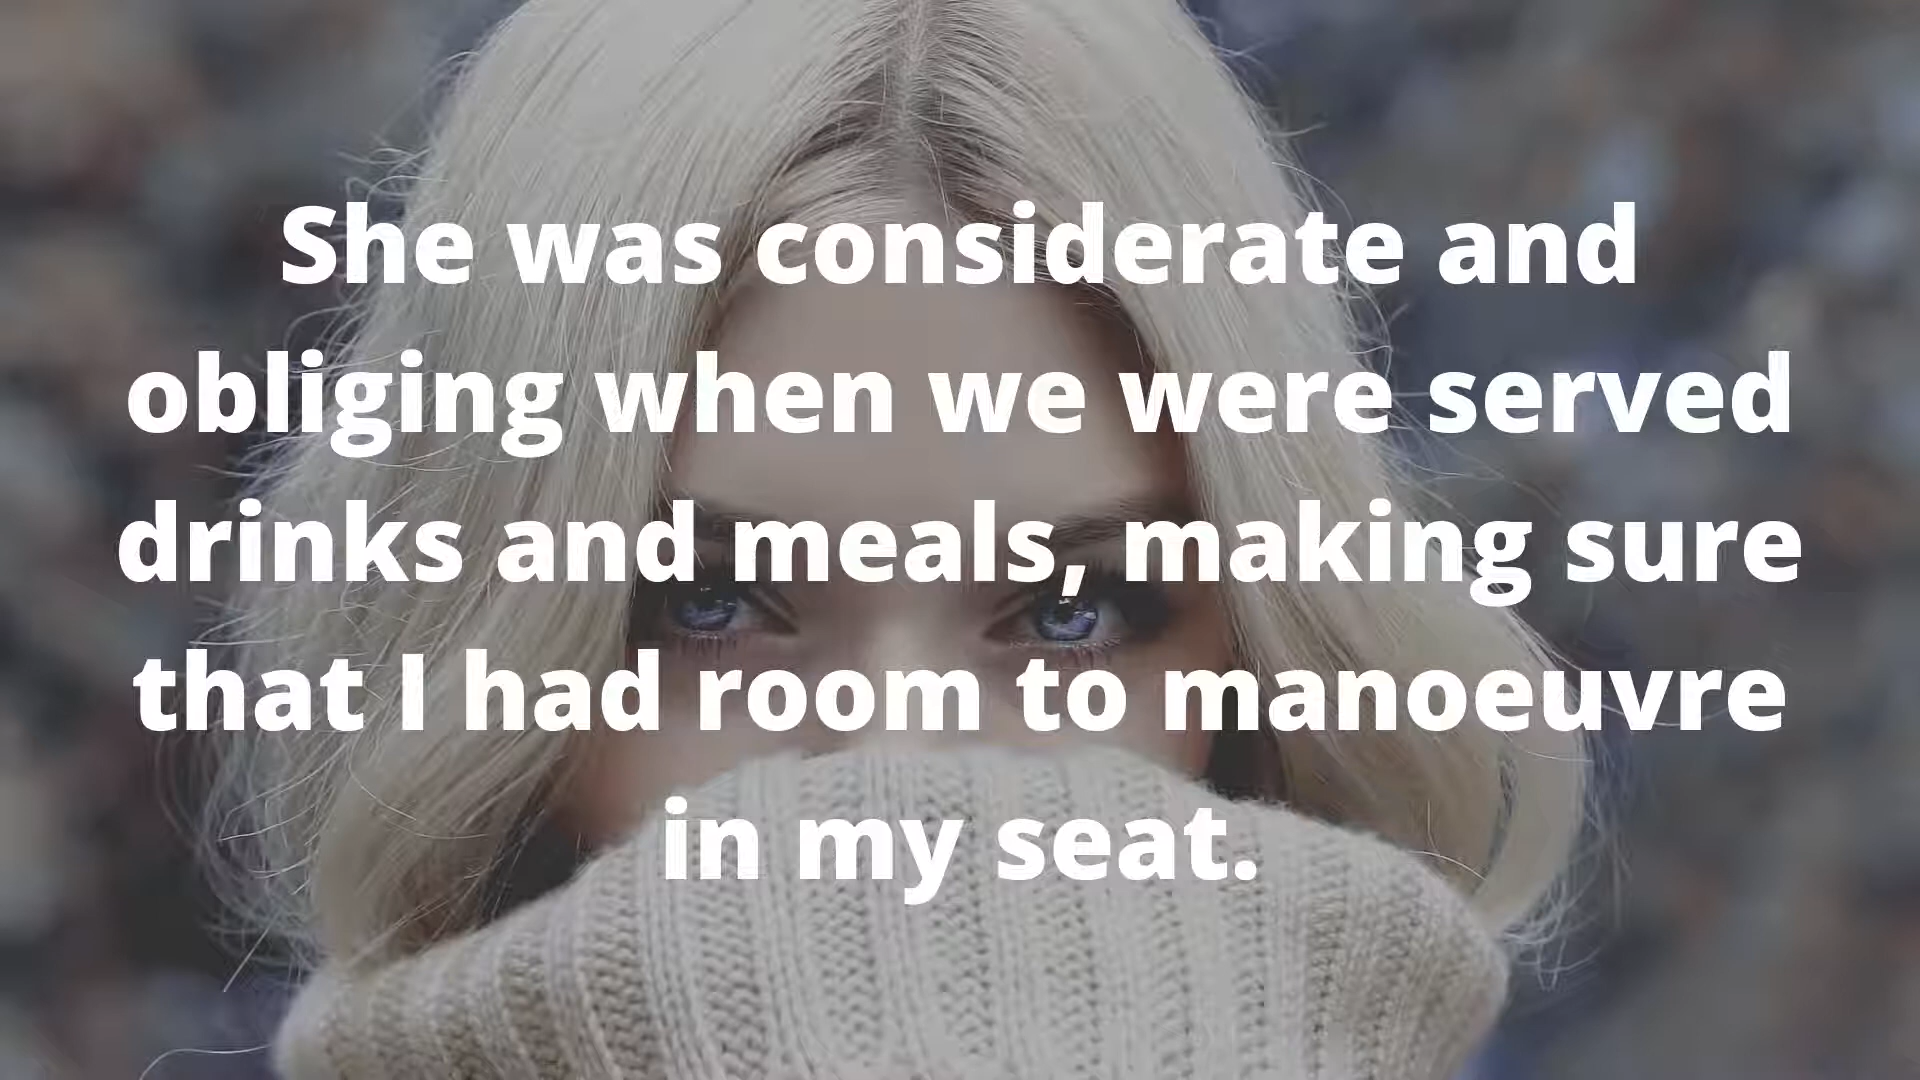 She was considerate and
obliging when we were served
drinks and meals, making sure
that I had room to manoeuvre
in my seat.